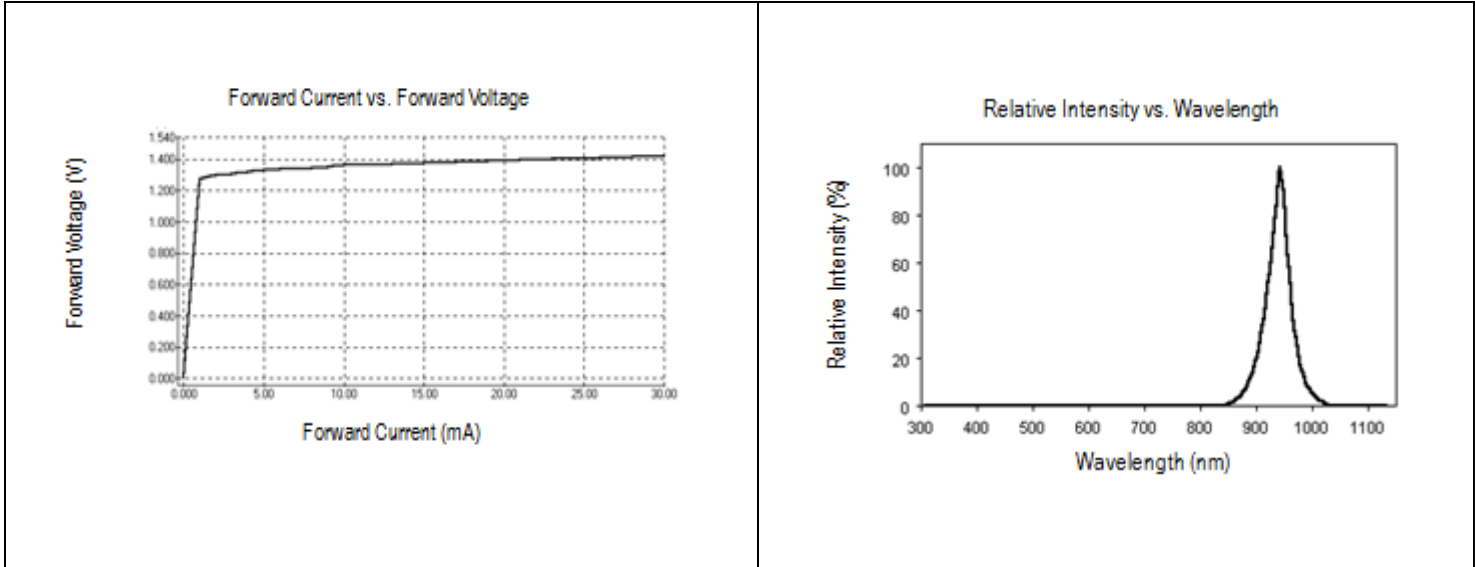 Forward Current vs. Forward Voltage
Forward Voltage (V)
1.540
1.400
1.200
1.000
0.800
0.600
0.400
0.200
0.000
0.000 5.00 10.00 15.00 20.00 25.00 30.00
Forward Current (mA)
Relative Intensity vs. Wavelength
Relative Intensity (%)
100
80
60
40
20
0
300 400 500 600 700 800 900 1000 1100
Wavelength (nm)